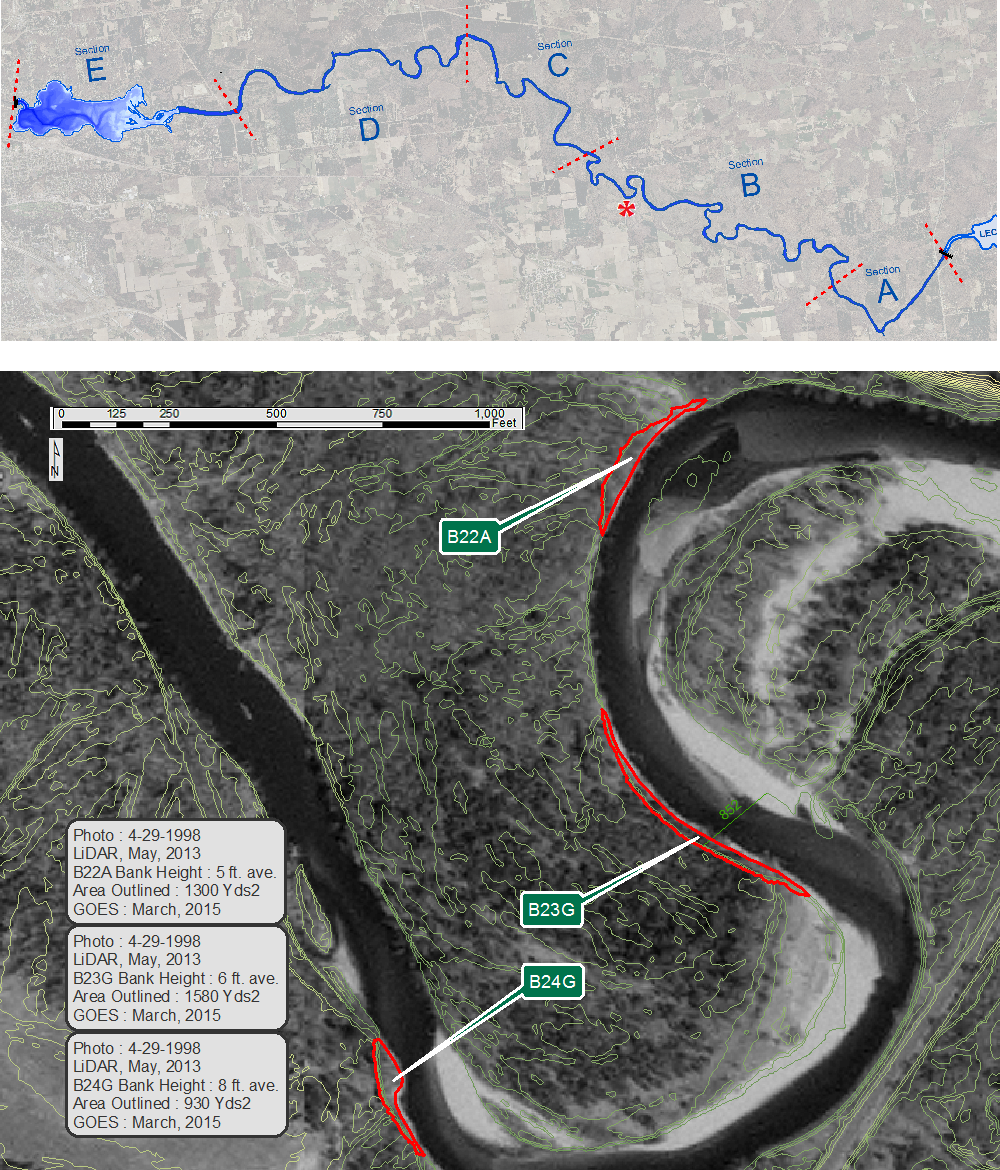 Section
E
Section
C
Section
D
Section
B
Section
A
LEC
0 125 250 500 750 1,000
Feet
N
B22A
852
B23G
B24G
Photo : 4-29-1998
LiDAR, May, 2013
B22A Bank Height : 5 ft. ave.
Area Outlined : 1300 Yds2
GOES : March, 2015
Photo : 4-29-1998
LiDAR, May, 2013
B23G Bank Height : 6 ft. ave.
Area Outlined : 1580 Yds2
GOES : March, 2015
Photo : 4-29-1998
LiDAR, May, 2013
B24G Bank Height : 8 ft. ave.
Area Outlined : 930 Yds2
GOES : March, 2015